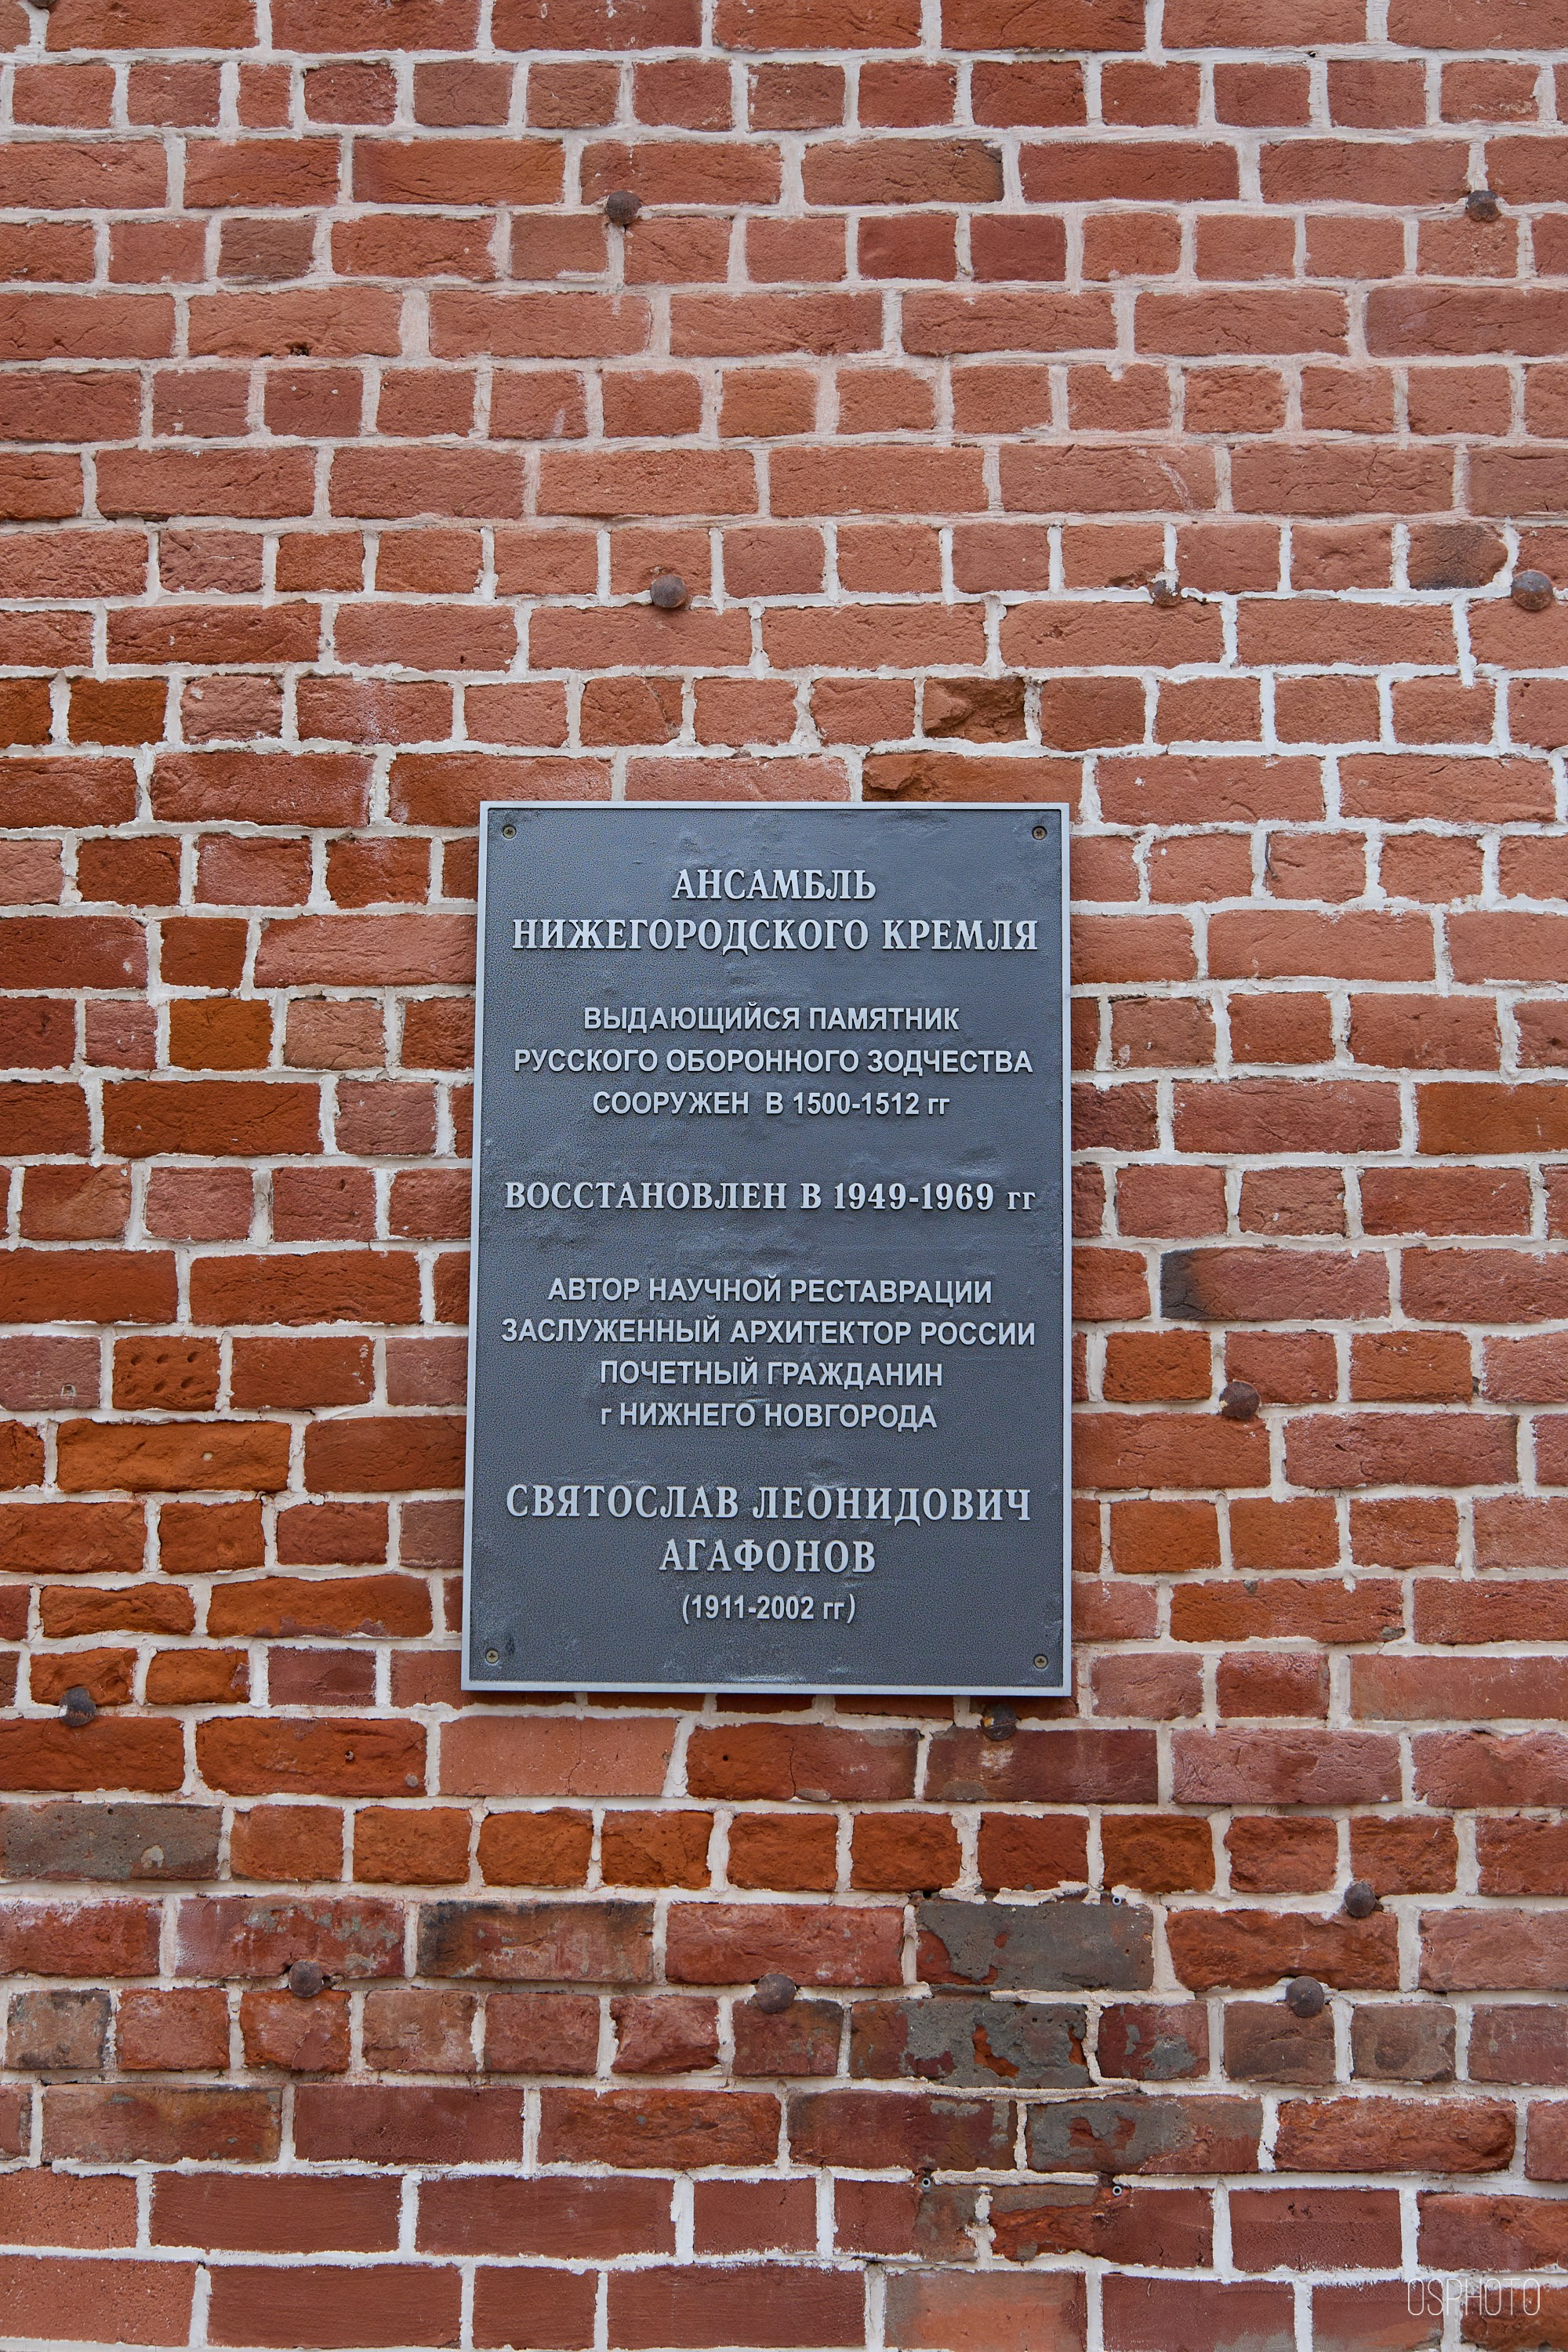 АНСАМБЛЬ
НИЖЕГОРОДСКОГО КРЕМЛЯ
ВЫДАЮЩИЙСЯ ПАМЯТНИК
РУССКОГО ОБОРОННОГО ЗОДЧЕСТВА
СООРУЖЕН В 1500-1512 гг
ВОССТАНОВЛЕН В 1949-1969 гг
АВТОР НАУЧНОЙ РЕСТАВРАЦИИ
ЗАСЛУЖЕННЫЙ АРХИТЕКТОР РОССИИ
ПОЧЕТНЫЙ ГРАЖДАНИН
г НИЖНЕГО НОВГОРОДА
СВЯТОСЛАВ ЛЕОНИДОВИЧ
АГАФОНОВ
(1911-2002 гг)
OSPHOTO